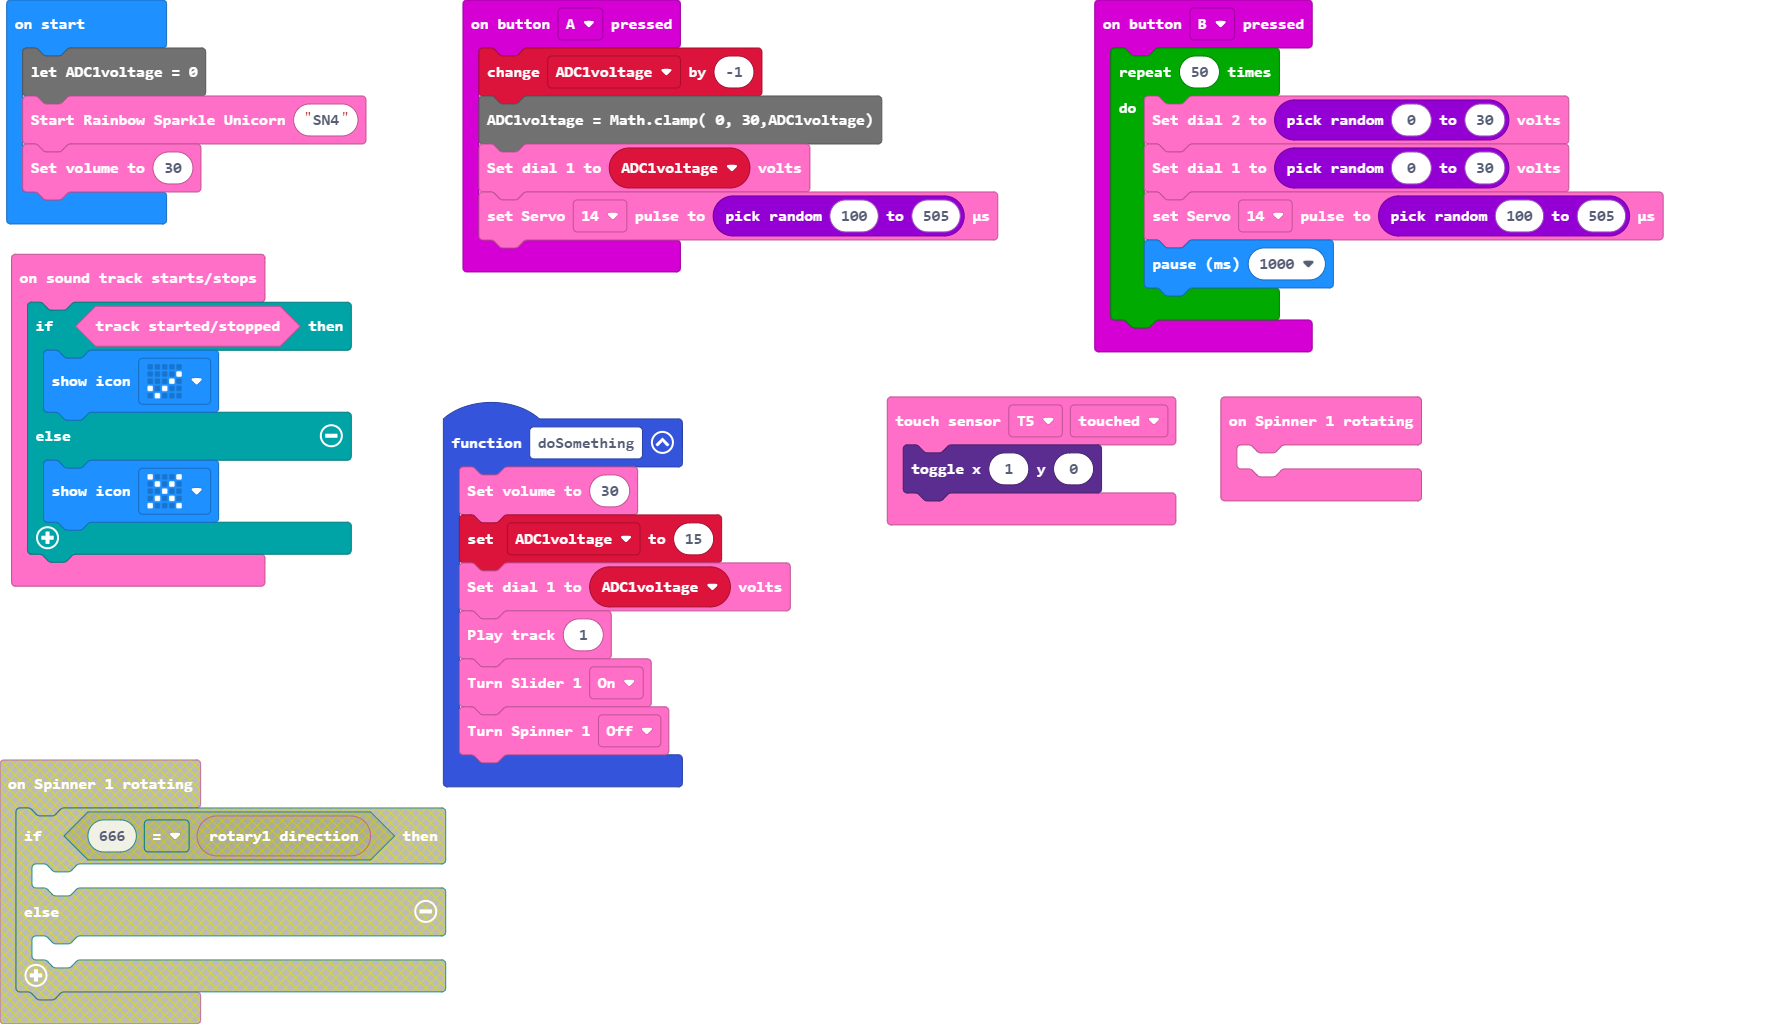 on start
let ADC1voltage = 0
Start Rainbow Sparkle Unicorn "SN4"
Set volume to 30
on button A pressed
change ADC1voltage by -1
ADC1voltage = Math.clamp( 0, 30,ADC1voltage)
Set dial 1 to ADC1voltage volts
set Servo 14 pulse to pick random 100 to 505 µs
on button B pressed
repeat 50 times
do
Set dial 2 to pick random 0 to 30 volts
Set dial 1 to pick random 0 to 30 volts
set Servo 14 pulse to pick random 100 to 505 µs
pause (ms) 1000
on sound track starts/stops
if track started/stopped then
show icon
else
show icon
function doSomething
Set volume to 30
set ADC1voltage to 15
Set dial 1 to ADC1voltage volts
Play track 1
Turn Slider 1 On
Turn Spinner 1 Off
touch sensor T5 touched
toggle x 1 y 0
on Spinner 1 rotating
on Spinner 1 rotating
if 666 = rotary1 direction then
else